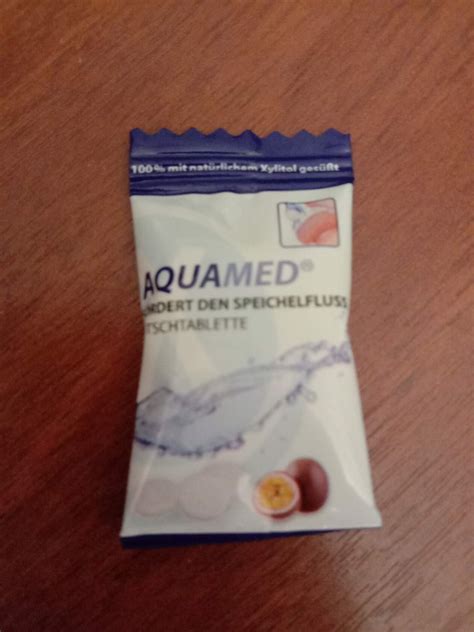 100% mit natürlichem Xylitol gesüßt
AQUAMED®
ÖRDERT DEN SPEICHELFLUSS
TSCHTABLETTE